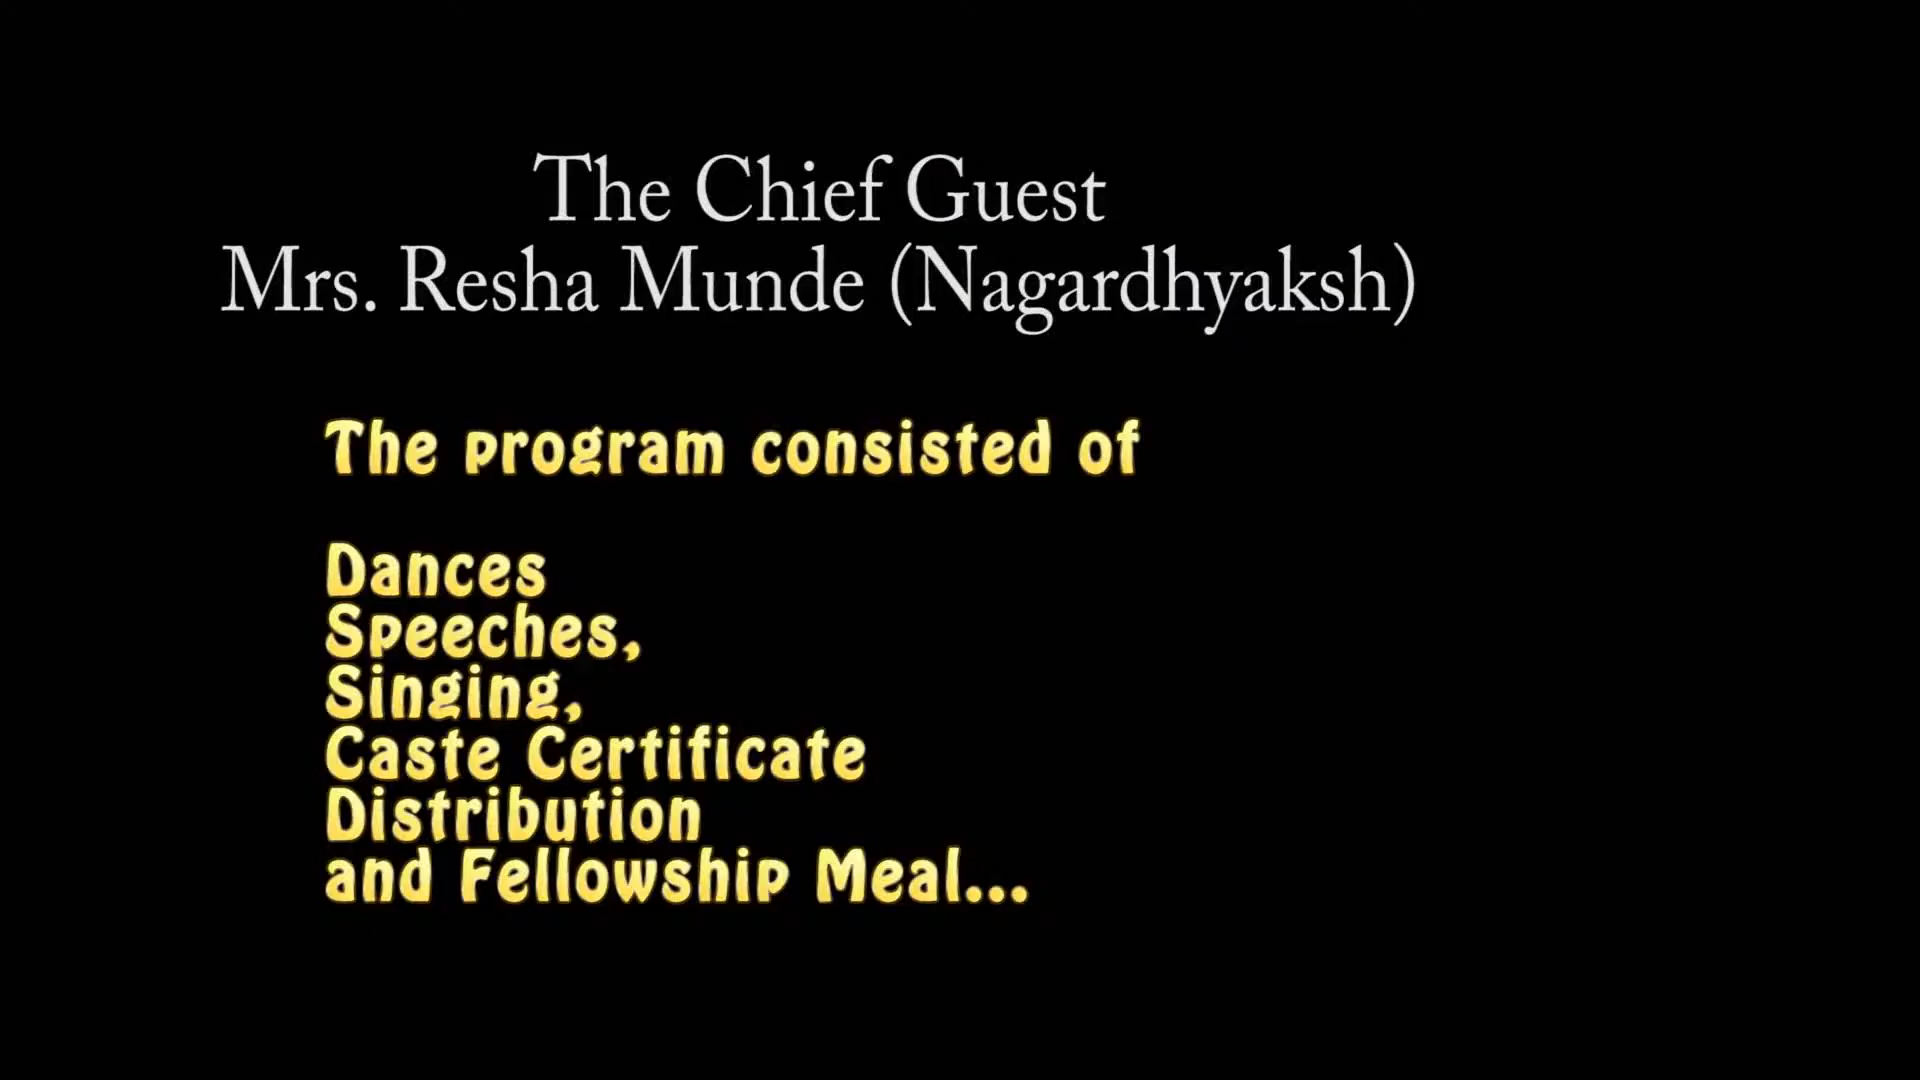 The Chief Guest
Mrs. Resha Munde (Nagardhyaksh)
The program consisted of
Dances
Speeches,
Singing,
Caste Certificate
Distribution
and Fellowship Meal...